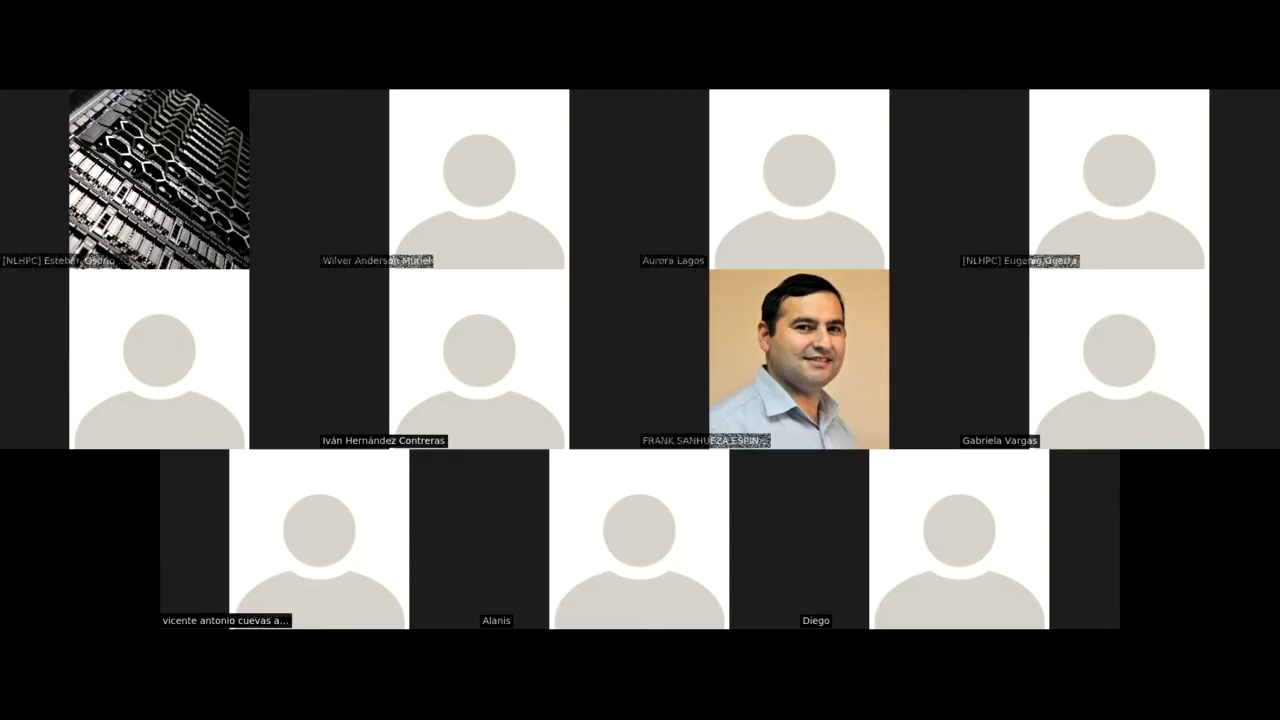 [NLHPC] Esteban Osorio
Wilver Anderson Muriel
Aurora Lagos
[NLHPC] Eugenio Guerra
Iván Hernández Contreras
FRANK SANHUEZA ESPIN...
Gabriela Vargas
vicente antonio cuevas a...
Alanis
Diego